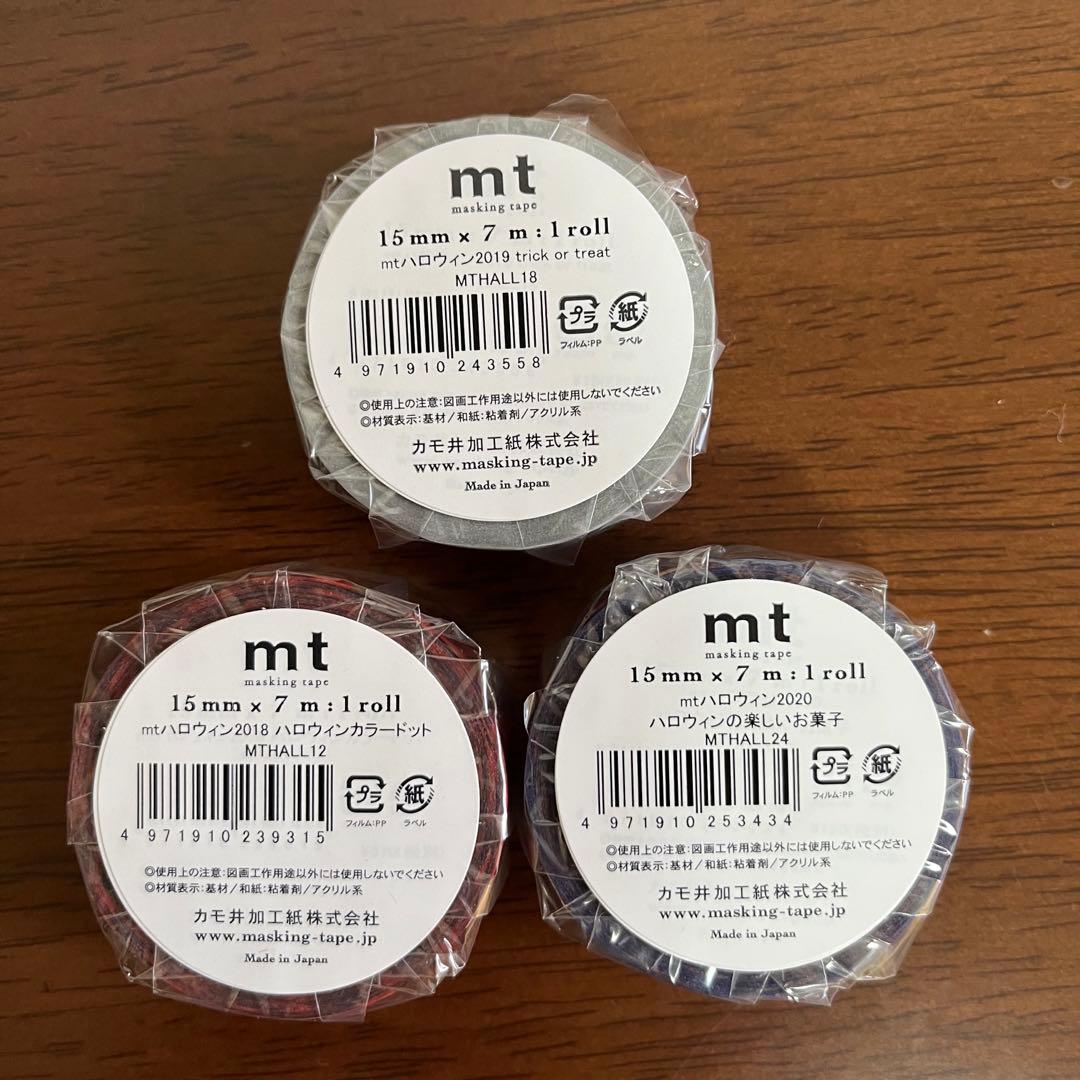 mt
masking tape
15mm × 7 m : 1 roll
mtハロウィン2019 trick or treat
MTHALL18
プラ
紙
フィルム:PP
ラベル
4 971910 243558
◎使用上の注意:図画工作用途以外には使用しないでください
◎材質表示:基材/和紙:粘着剤/アクリル系
カモ井加工紙株式会社
www.masking-tape.jp
Made in Japan
mt
masking tape
15mm × 7 m : 1 roll
mtハロウィン2018 ハロウィンカラードット
MTHALL12
プラ
紙
フィルム:PP
ラベル
4 971910 239315
◎使用上の注意:図画工作用途以外には使用しないでください
◎材質表示:基材/和紙:粘着剤/アクリル系
カモ井加工紙株式会社
www.masking-tape.jp
Made in Japan
mt
masking tape
15mm × 7 m : 1 roll
mtハロウィン2020
ハロウィンの楽しいお菓子
MTHALL24
プラ
紙
フィルム:PP
ラベル
4 971910 253434
◎使用上の注意:図画工作用途以外には使用しないでください
◎材質表示:基材/和紙:粘着剤/アクリル系
カモ井加工紙株式会社
www.masking-tape.jp
Made in Japan